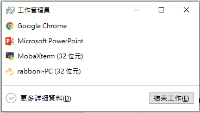 工作管理員
Google Chrome
Microsoft PowerPoint
MobaXterm (32 位元)
rabboni-PC (32 位元)
更多詳細資料(D)
結束工作(E)